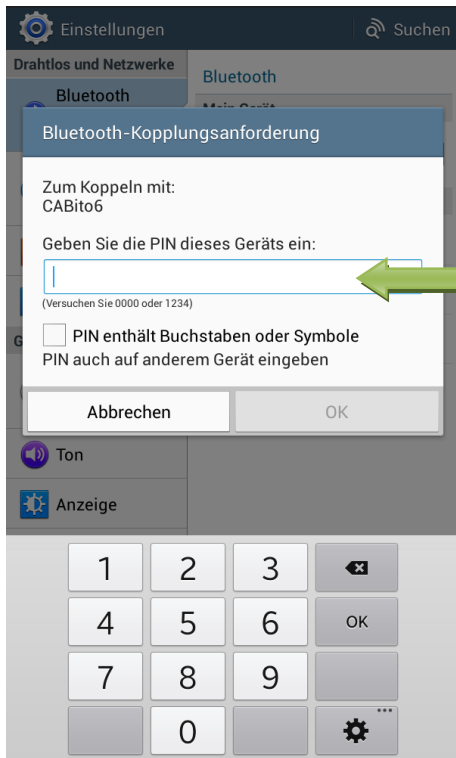 Einstellungen
Suchen
Drahtlos und Netzwerke
Bluetooth
Bluetooth
Mein Gerät
Bluetooth-Kopplungsanforderung
Zum Koppeln mit:
CABito6
Geben Sie die PIN dieses Geräts ein:
(Versuchen Sie 0000 oder 1234)
PIN enthält Buchstaben oder Symbole
PIN auch auf anderem Gerät eingeben
Abbrechen
OK
Ton
Anzeige
1 2 3
4 5 6 OK
7 8 9
0